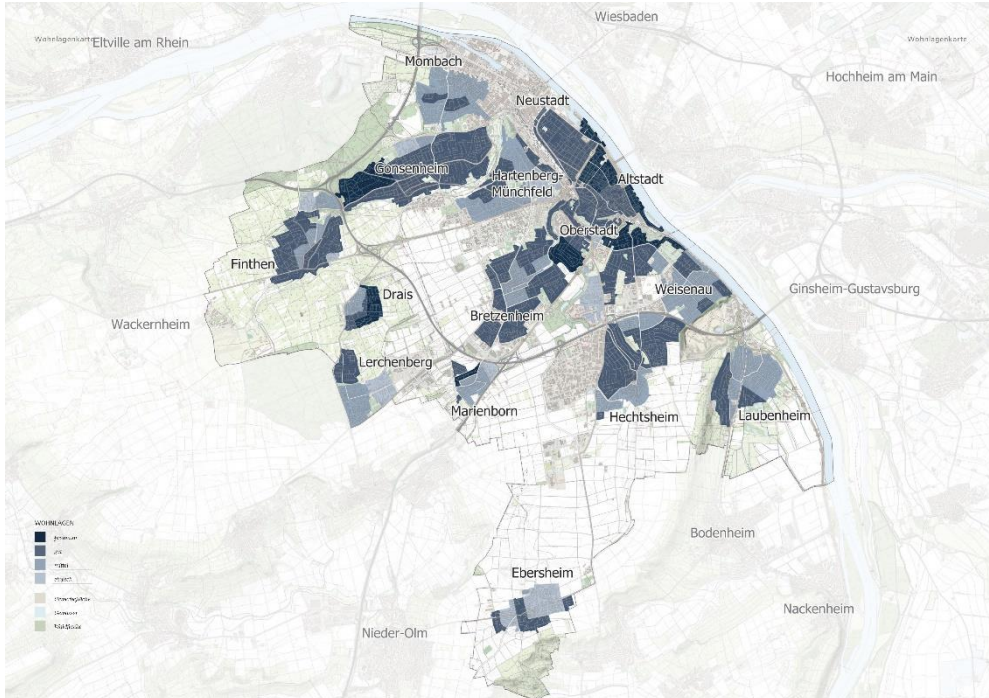 Wiesbaden
Wohnlagenkarte
Eltville am Rhein
Wohnlagenkarte
Mombach
Hochheim am Main
Neustadt
Gonsenheim
Hartenberg-
Münchfeld
Altstadt
Oberstadt
Finthen
Drais
Weisenau
Ginsheim-Gustavsburg
Wackernheim
Bretzenheim
Lerchenberg
Marienborn
Hechtsheim
Laubenheim
WOHNLAGEN
Bodenheim
mittel
Ebersheim
Nackenheim
Nieder-Olm